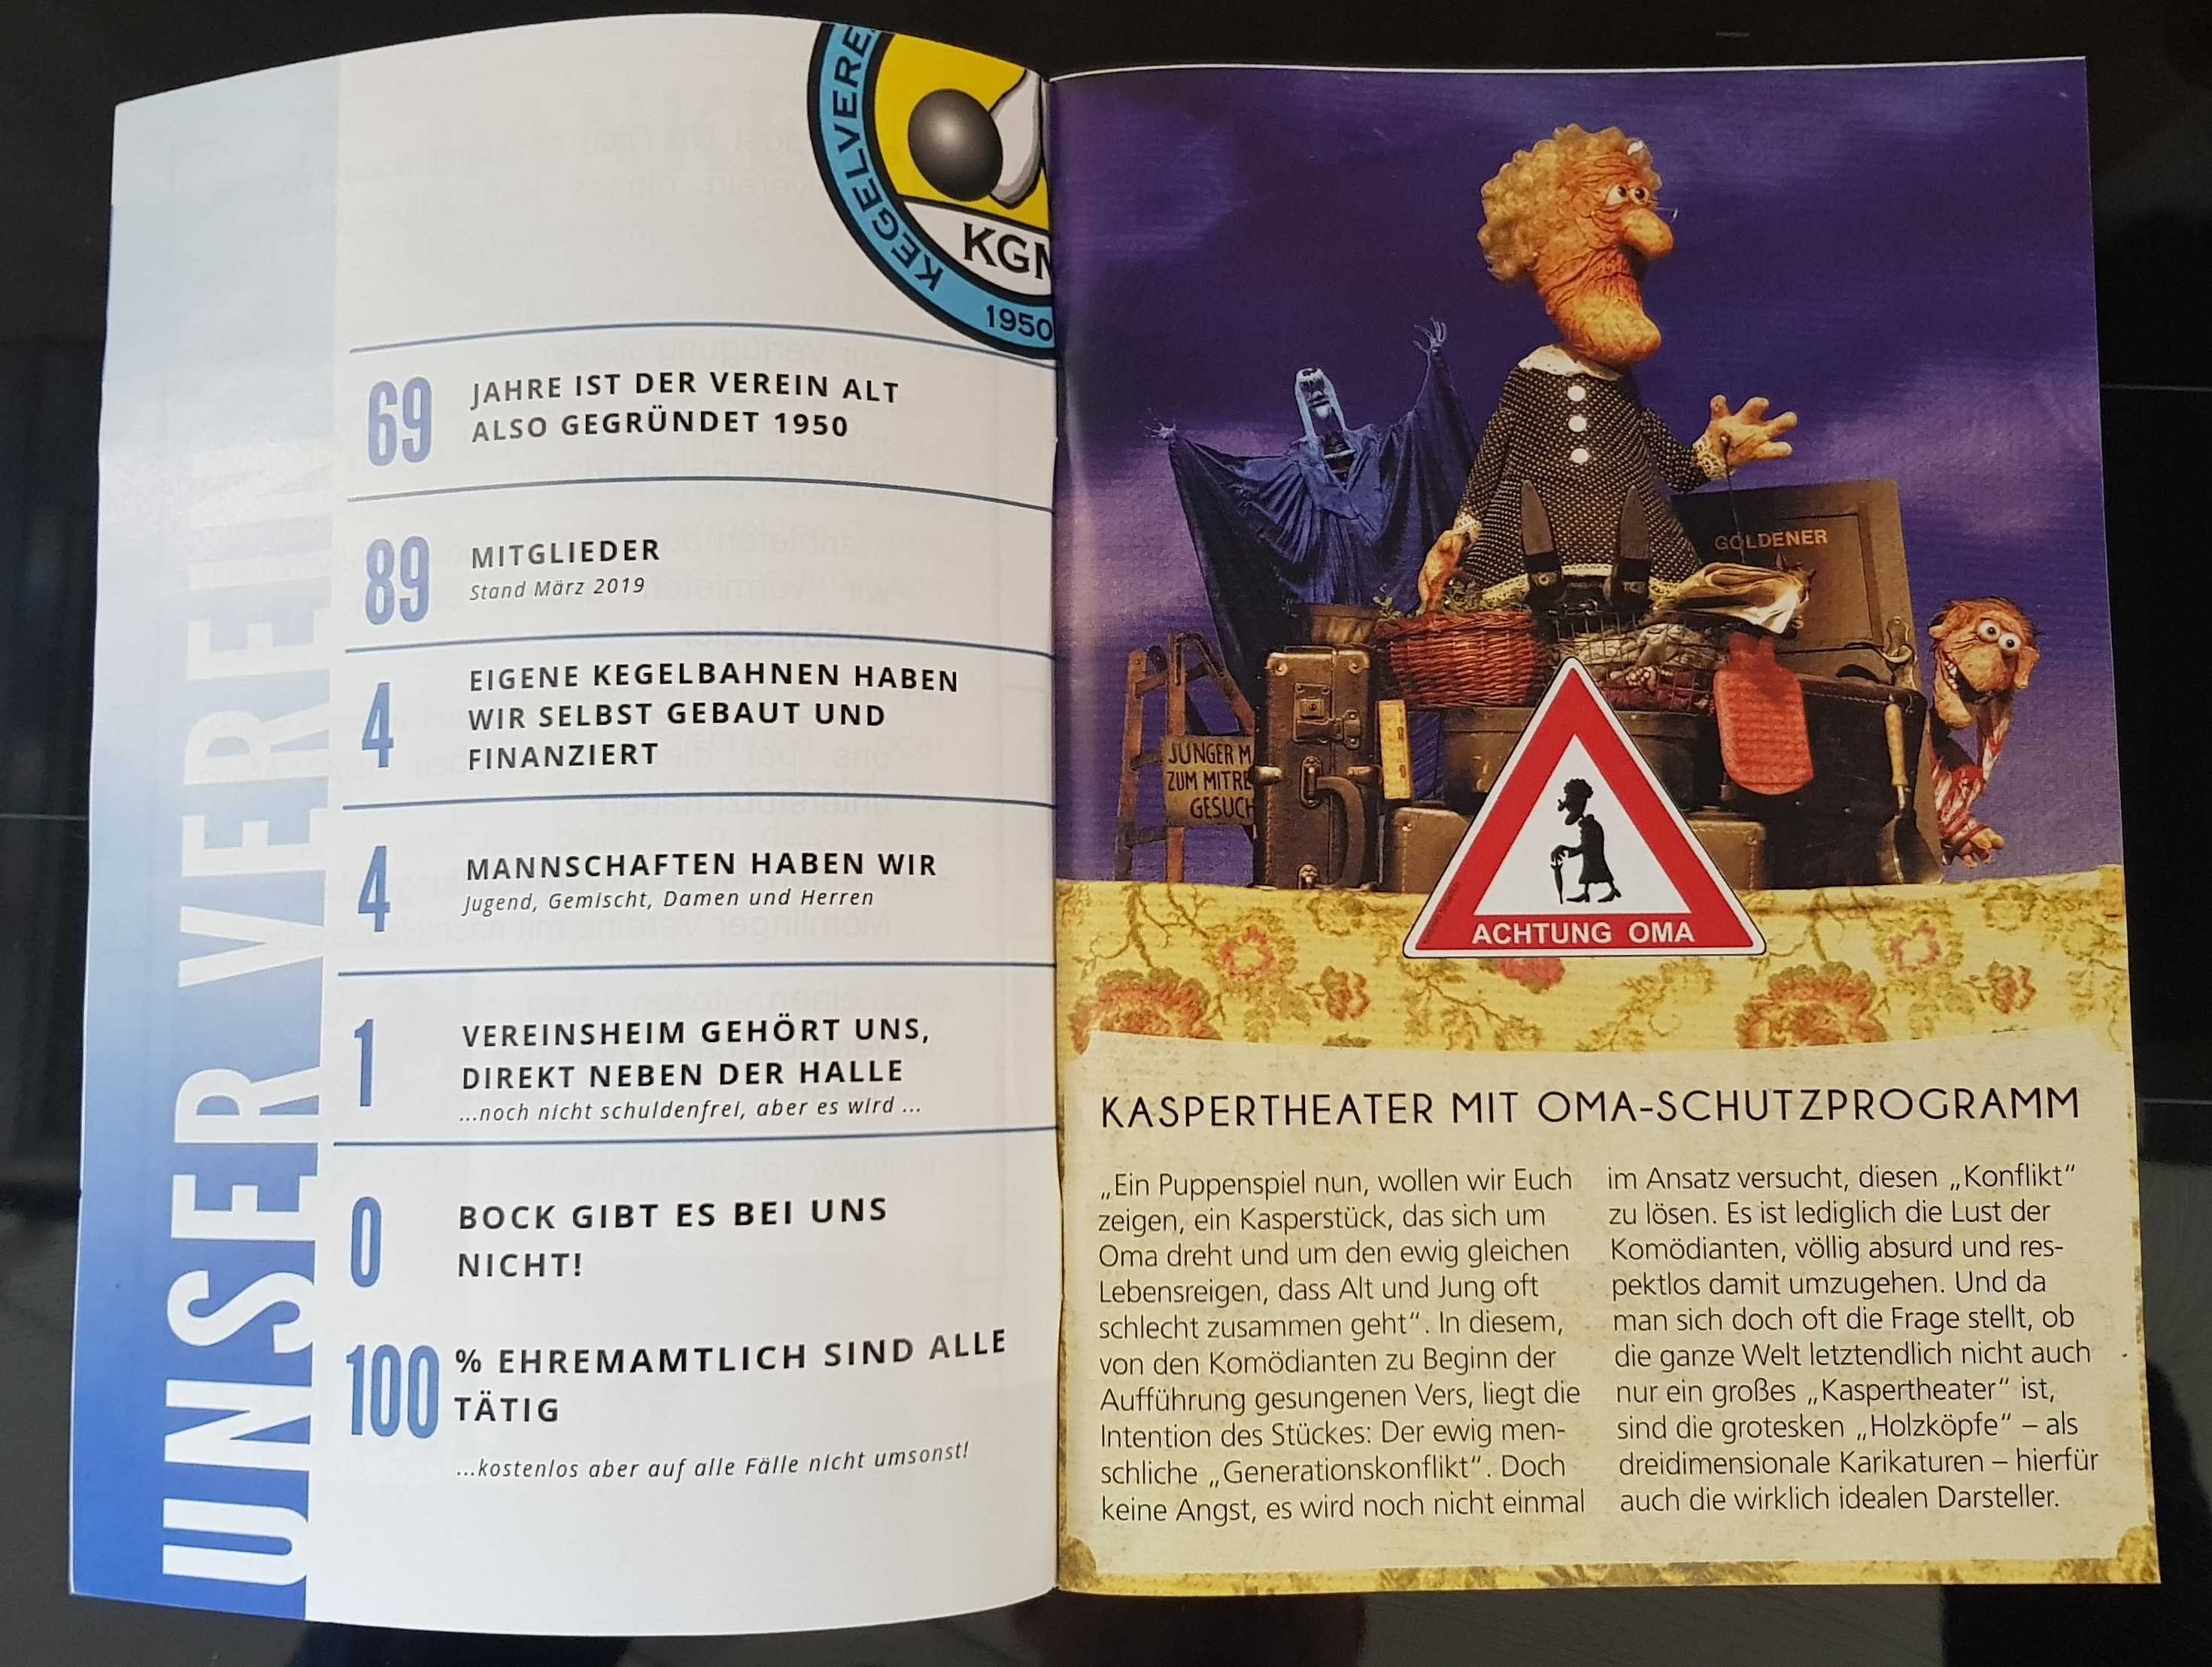 UNSER VEREIN
KEGELVEREI
KGM
1950
69
JAHRE IST DER VEREIN ALT
ALSO GEGRÜNDET 1950
89
MITGLIEDER
Stand März 2019
4
EIGENE KEGELBAHNEN HABEN
WIR SELBST GEBAUT UND
FINANZIERT
4
MANNSCHAFTEN HABEN WIR
Jugend, Gemischt, Damen und Herren
1
VEREINSHEIM GEHÖRT UNS,
DIREKT NEBEN DER HALLE
...noch nicht schuldenfrei, aber es wird ...
0
BOCK GIBT ES BEI UNS
NICHT!
100
% EHREMAMTLICH SIND ALLE
TÄTIG
...kostenlos aber auf alle Fälle nicht umsonst!
GOLDENER
JUNGER M
ZUM MITRE
GESUCH
ACHTUNG OMA
KASPERTHEATER MIT OMA-SCHUTZPROGRAMM
„Ein Puppenspiel nun, wollen wir Euch
zeigen, ein Kasperstück, das sich um
Oma dreht und um den ewig gleichen
Lebensreigen, dass Alt und Jung oft
schlecht zusammen geht“. In diesem,
von den Komödianten zu Beginn der
Aufführung gesungenen Vers, liegt die
Intention des Stückes: Der ewig men-
schliche „Generationskonflikt“. Doch
keine Angst, es wird noch nicht einmal
im Ansatz versucht, diesen „Konflikt“
zu lösen. Es ist lediglich die Lust der
Komödianten, völlig absurd und res-
pektlos damit umzugehen. Und da
man sich doch oft die Frage stellt, ob
die ganze Welt letztendlich nicht auch
nur ein großes „Kaspertheater“ ist,
sind die grotesken „Holzköpfe“ – als
dreidimensionale Karikaturen – hierfür
auch die wirklich idealen Darsteller.